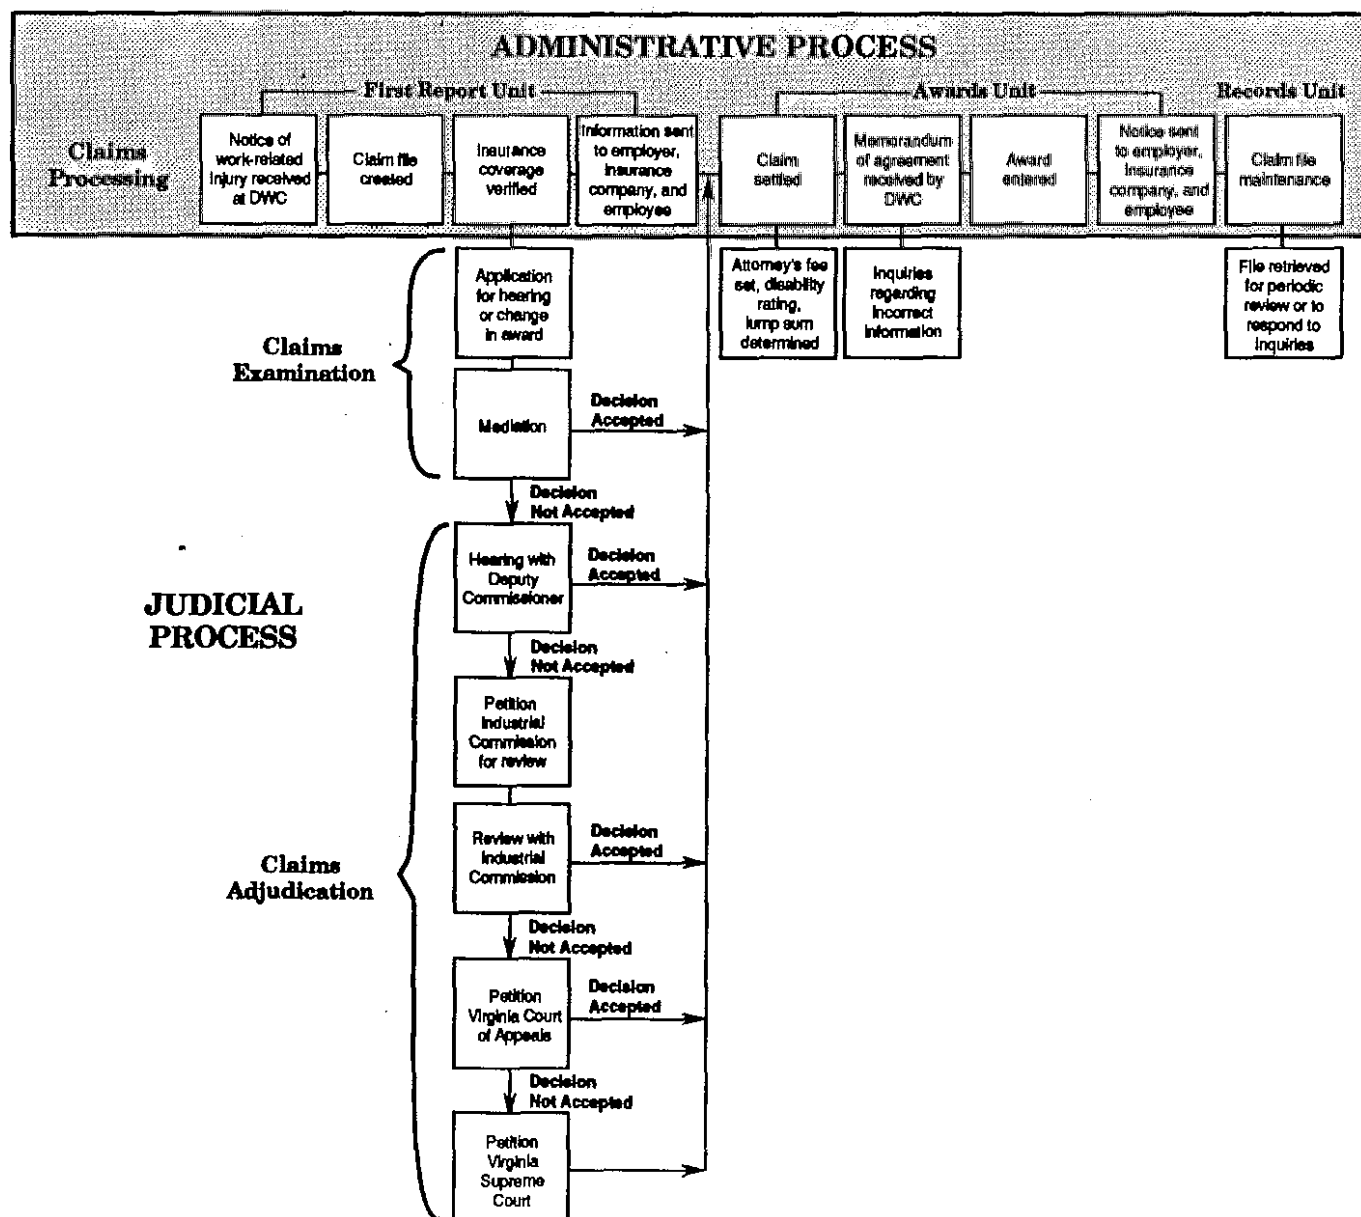 ADMINISTRATIVE PROCESS
First Report Unit
Awards Unit
Records Unit
Claims
Processing
Notice of
work-related
Injury received
at DWC
Claim file
created
Insurance
coverage
verified
Information sent
to employer,
Insurance
company, and
employee
Claim
settled
Memorandum
of agreement
received by
DWC
Award
entered
Notice sent
to employer,
Insurance
company, and
employee
Claim file
maintenance
Claims
Examination
Application
for hearing
or change
in award
Attorney's fee
set, disability
rating,
lump sum
determined
Inquiries
regarding
Incorrect
Information
File retrieved
for periodic
review or to
respond to
Inquiries
Mediation
Decision
Accepted
Decision
Not Accepted
JUDICIAL
PROCESS
Hearing with
Deputy
Commissioner
Decision
Accepted
Decision
Not Accepted
Petition
Industrial
Commission
for review
Claims
Adjudication
Review with
Industrial
Commission
Decision
Accepted
Decision
Not Accepted
Petition
Virginia Court
of Appeals
Decision
Accepted
Decision
Not Accepted
Petition
Virginia
Supreme
Court